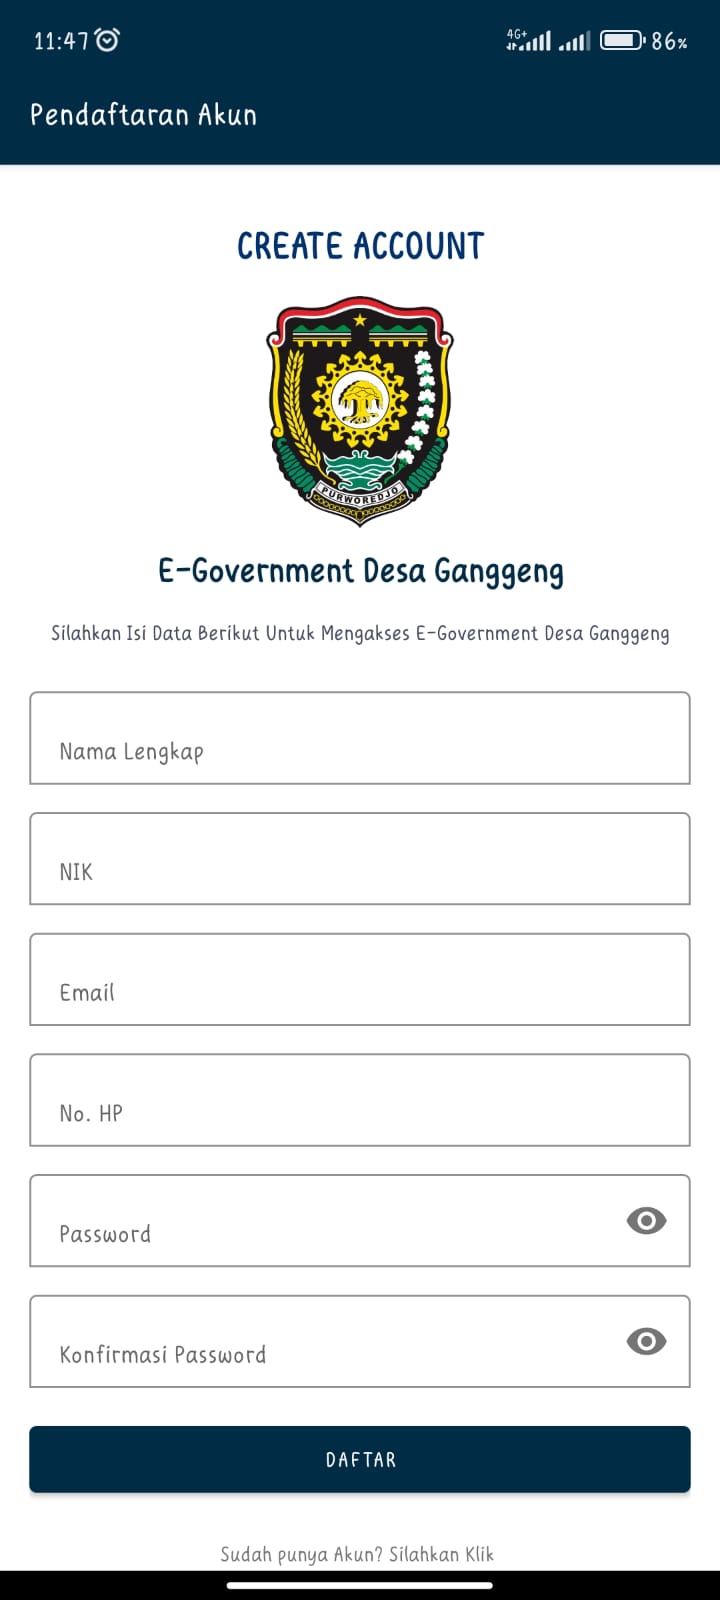 11:47 4G+ 86%
Pendaftaran Akun
CREATE ACCOUNT
PURWOREDJO
E-Government Desa Ganggeng
Silahkan Isi Data Berikut Untuk Mengakses E-Government Desa Ganggeng
Nama Lengkap
NIK
Email
No. HP
Password
Konfirmasi Password
DAFTAR
Sudah punya Akun? Silahkan Klik